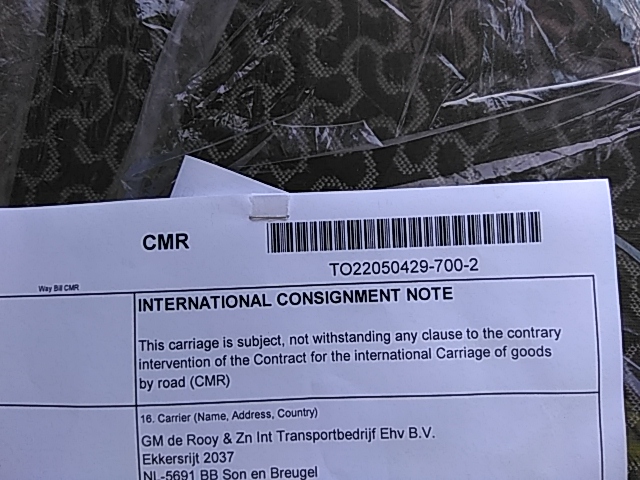 CMR
TO22050429-700-2
Way Bill CMR
INTERNATIONAL CONSIGNMENT NOTE
This carriage is subject, not withstanding any clause to the contrary
intervention of the Contract for the international Carriage of goods
by road (CMR)
16. Carrier (Name, Address, Country)
GM de Rooy & Zn Int Transportbedrijf Ehv B.V.
Ekkersrijt 2037
NL-5691 BB Son en Breugel